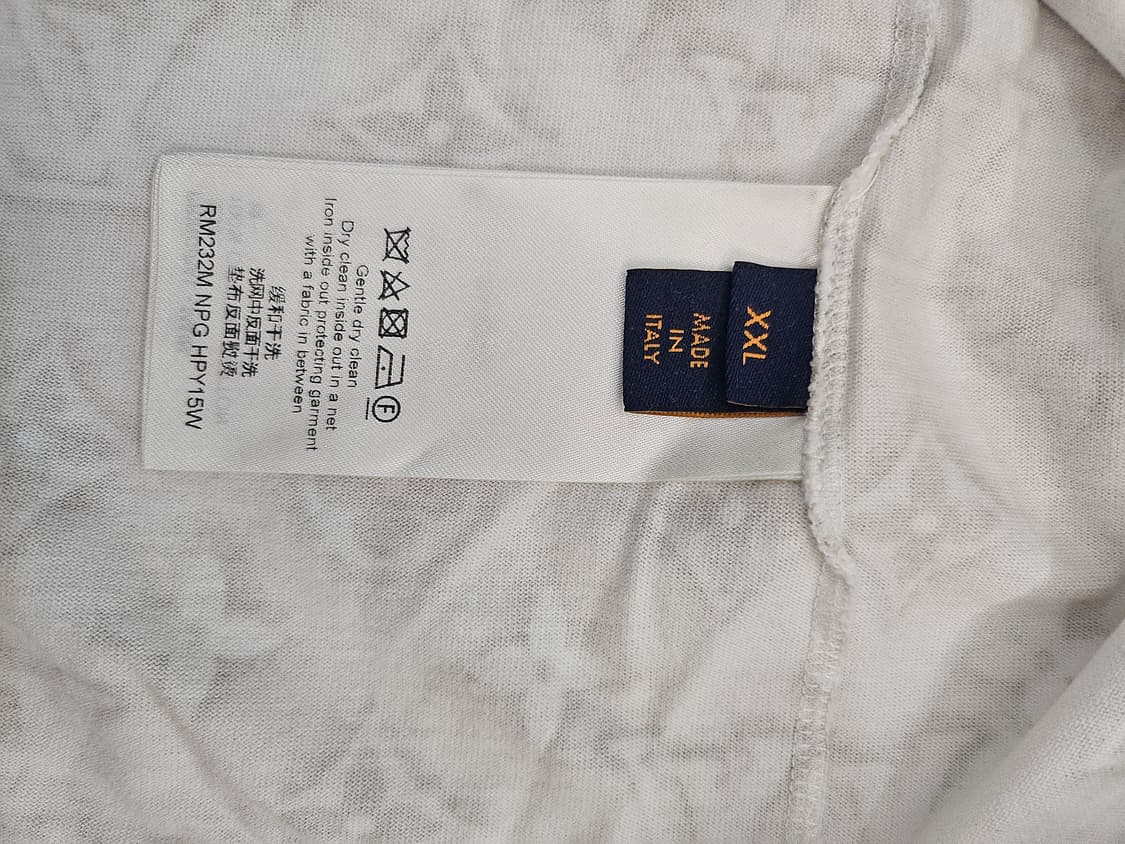 XXL
MADE
IN
ITALY
F
Gentle dry clean
Dry clean inside out in a net
Iron inside out protecting garment
with a fabric in between
缓和干洗
洗网中反面干洗
垫布反面熨烫
RM232M NPG HPY15W